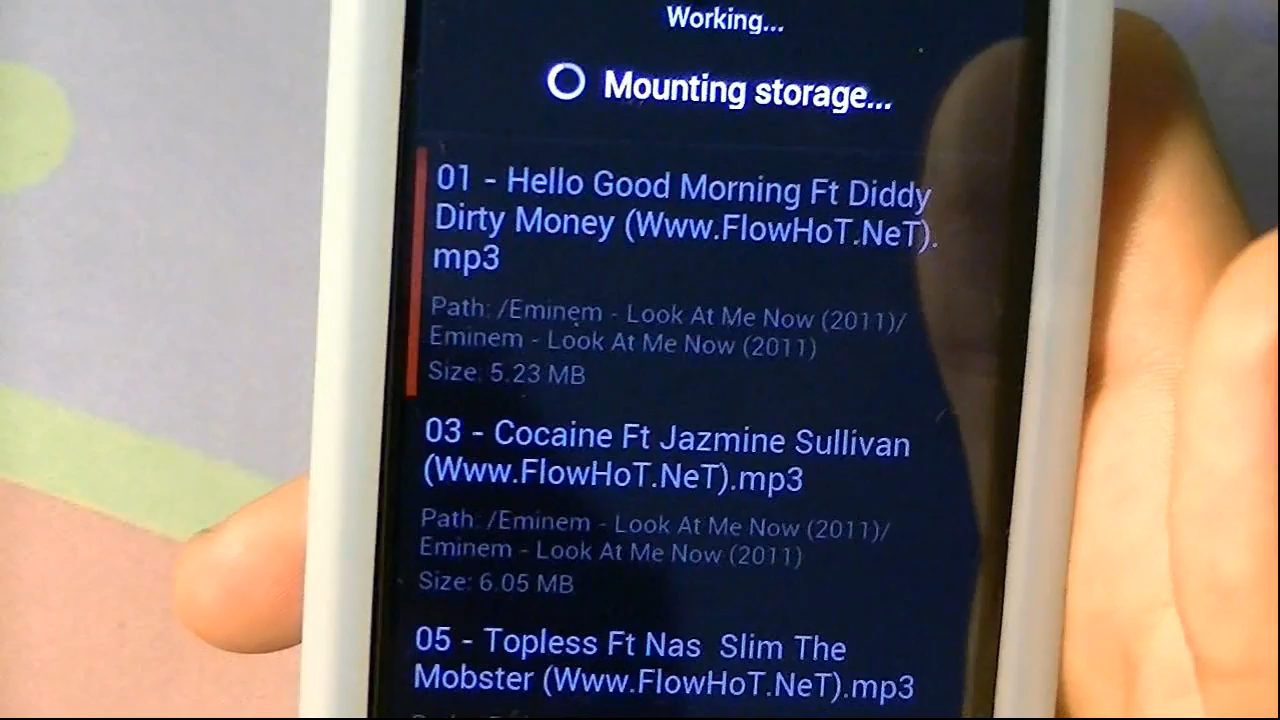 Working...
Mounting storage...
01 - Hello Good Morning Ft Diddy
Dirty Money (Www.FlowHoT.NeT).
mp3
Path: /Eminem - Look At Me Now (2011)/
Eminem - Look At Me Now (2011)
Size: 5.23 MB
03 - Cocaine Ft Jazmine Sullivan
(Www.FlowHoT.NeT).mp3
Path: /Eminem - Look At Me Now (2011)/
Eminem - Look At Me Now (2011)
Size: 6.05 MB
05 - Topless Ft Nas  Slim The
Mobster (Www.FlowHoT.NeT).mp3